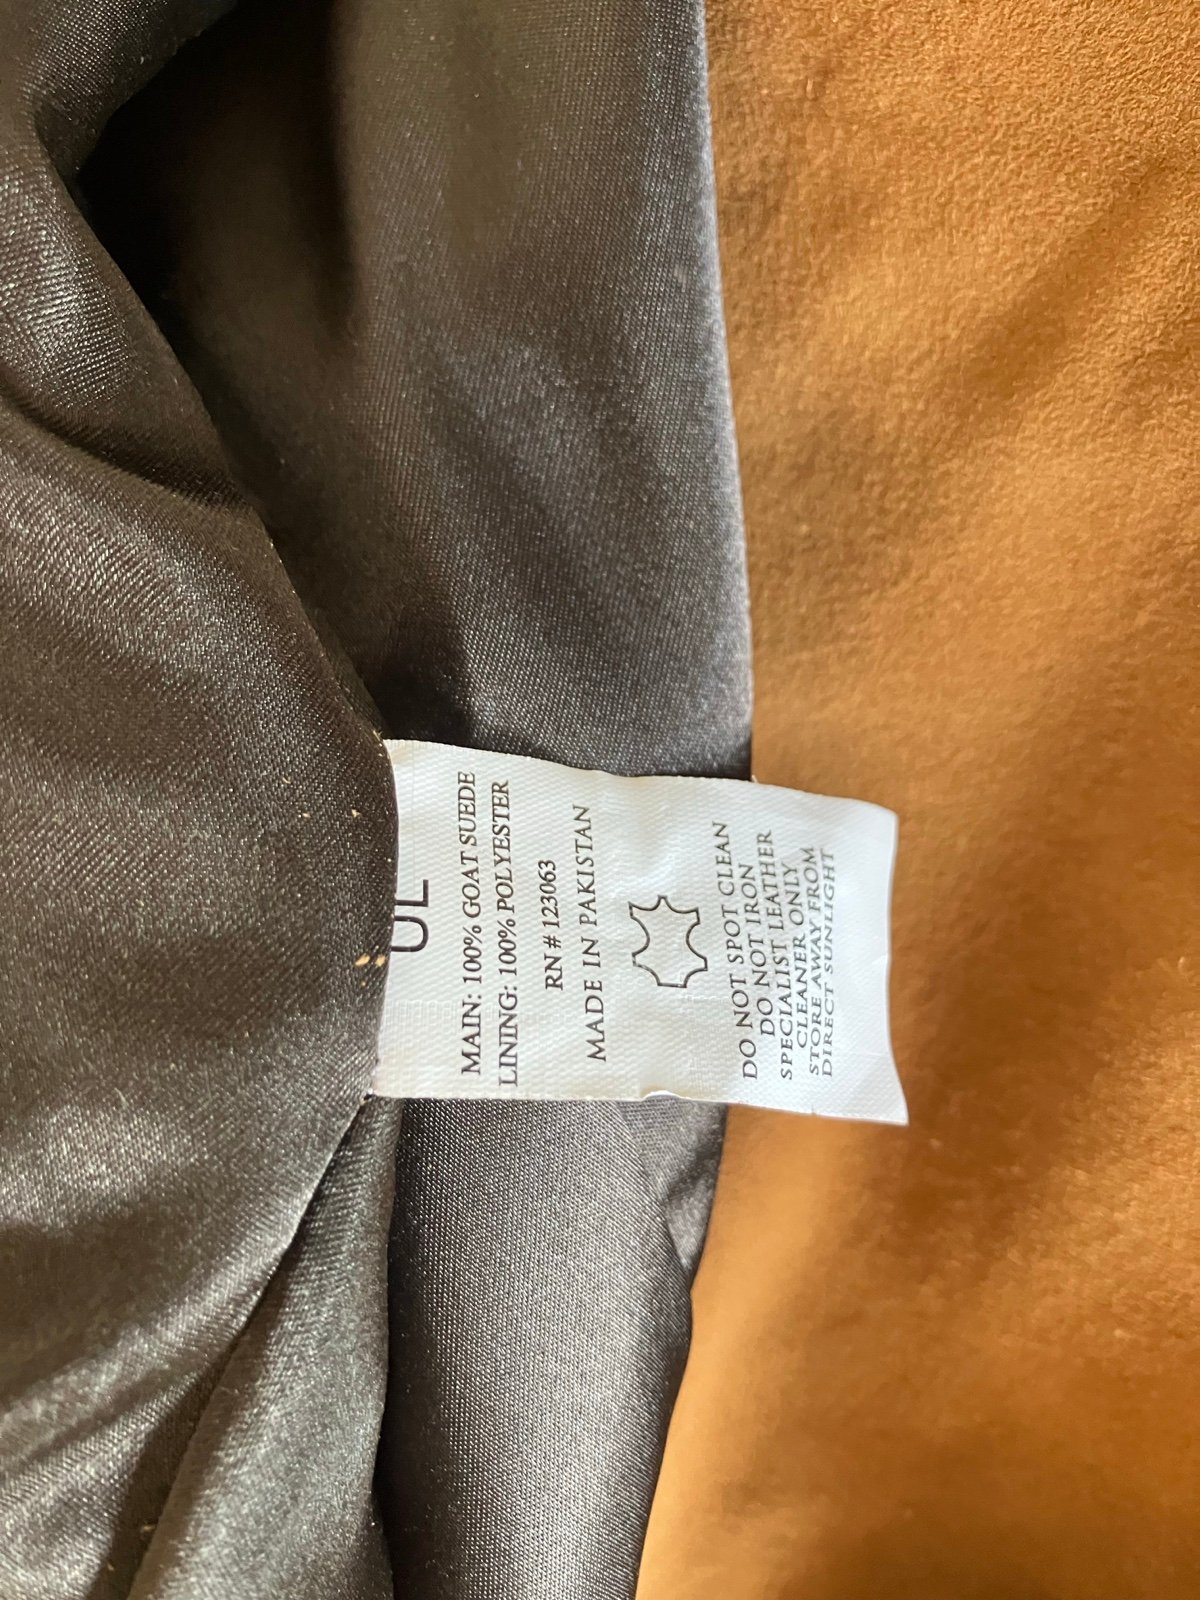 MAIN: 100% GOAT SUEDE
LINING: 100% POLYESTER
RN # 123063
MADE IN PAKISTAN
DO NOT SPOT CLEAN
DO NOT IRON
SPECIALIST LEATHER
CLEANER ONLY
STORE AWAY FROM
DIRECT SUNLIGHT